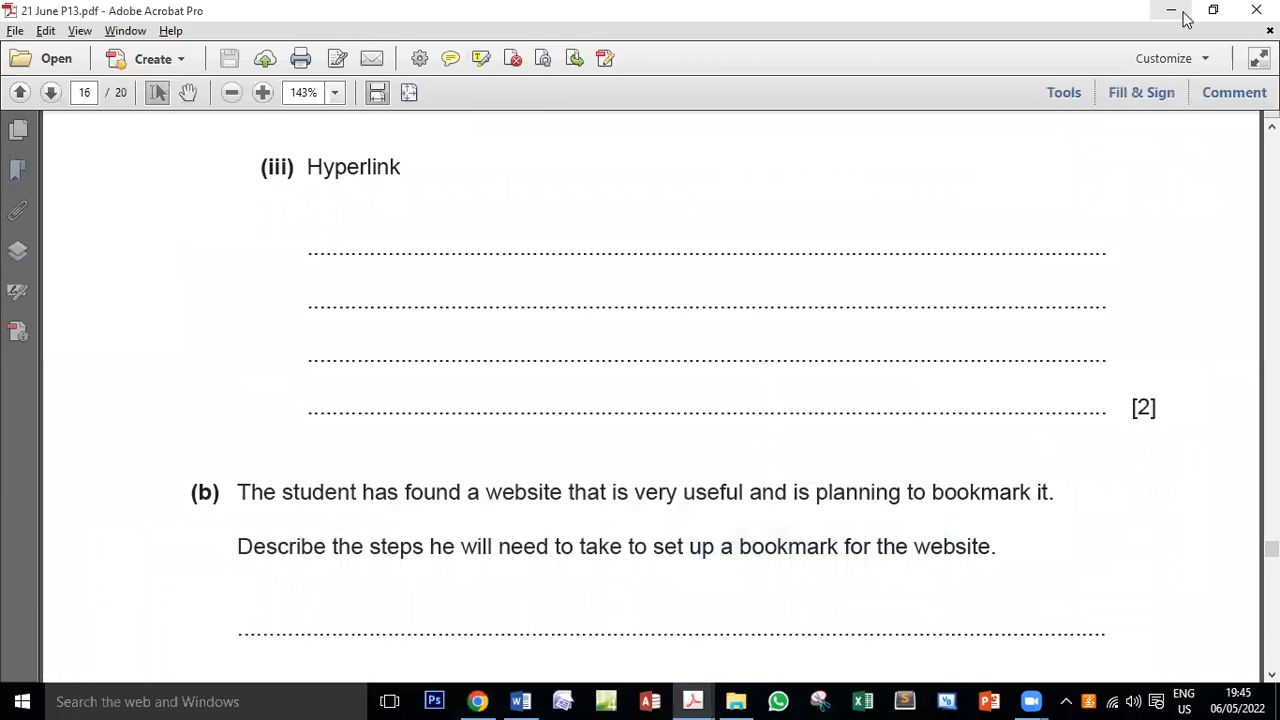 21 June P13.pdf - Adobe Acrobat Pro
File Edit View Window Help
Open Create Customize
16 / 20 143% Tools Fill & Sign Comment
(iii) Hyperlink
[2]
(b) The student has found a website that is very useful and is planning to bookmark it.
Describe the steps he will need to take to set up a bookmark for the website.
Search the web and Windows
ENG 19:45
US 06/05/2022